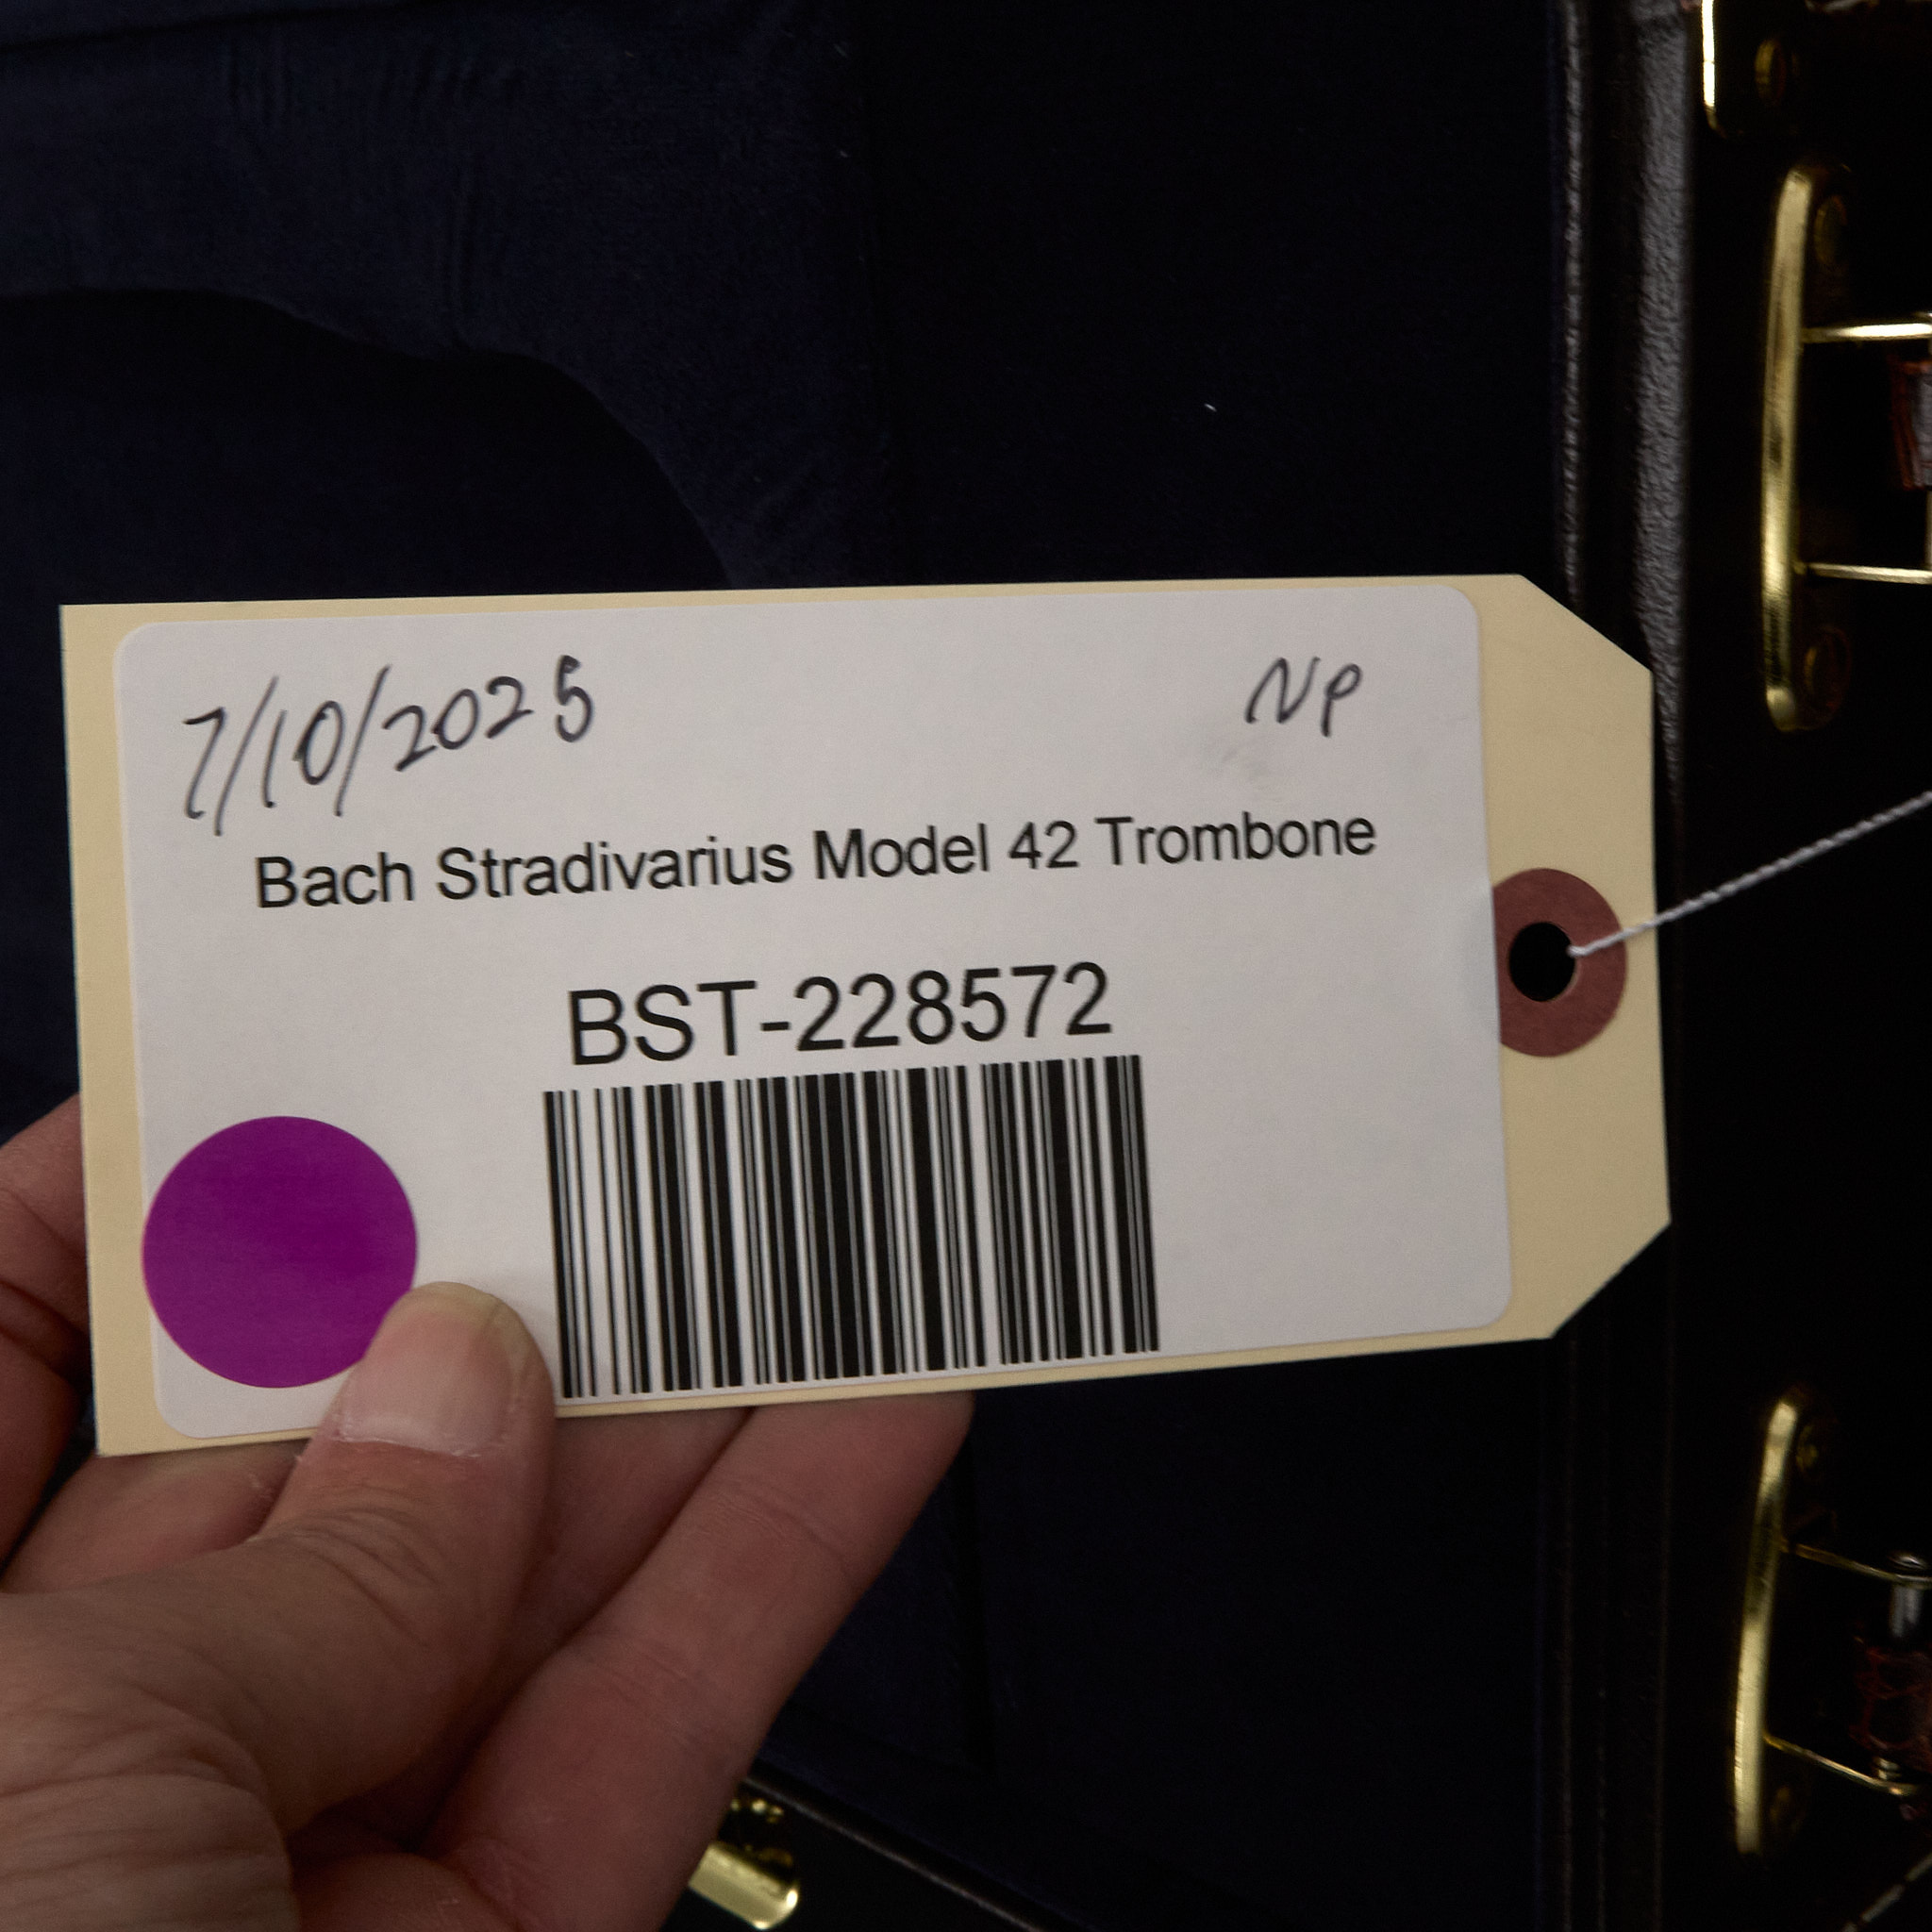 7/10/2025 NP
Bach Stradivarius Model 42 Trombone
BST-228572